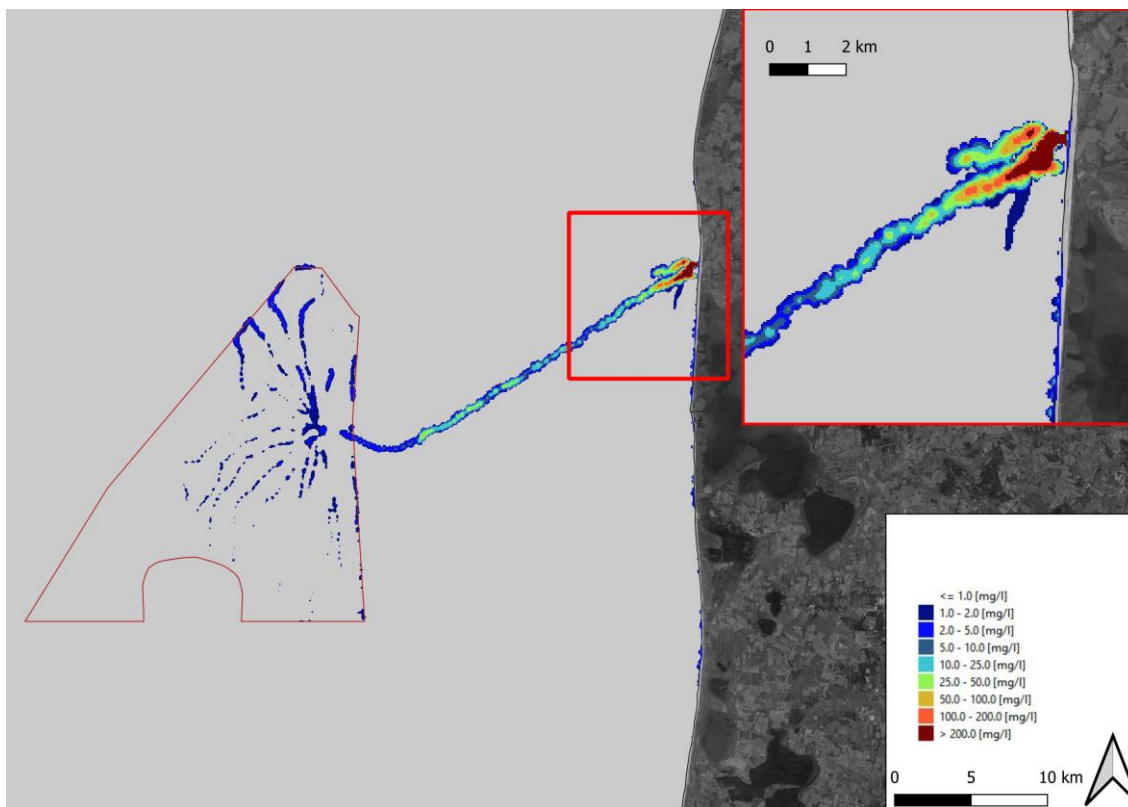 0 1 2 km
<= 1.0 [mg/l]
1.0 - 2.0 [mg/l]
2.0 - 5.0 [mg/l]
5.0 - 10.0 [mg/l]
10.0 - 25.0 [mg/l]
25.0 - 50.0 [mg/l]
50.0 - 100.0 [mg/l]
100.0 - 200.0 [mg/l]
> 200.0 [mg/l]
0 5 10 km